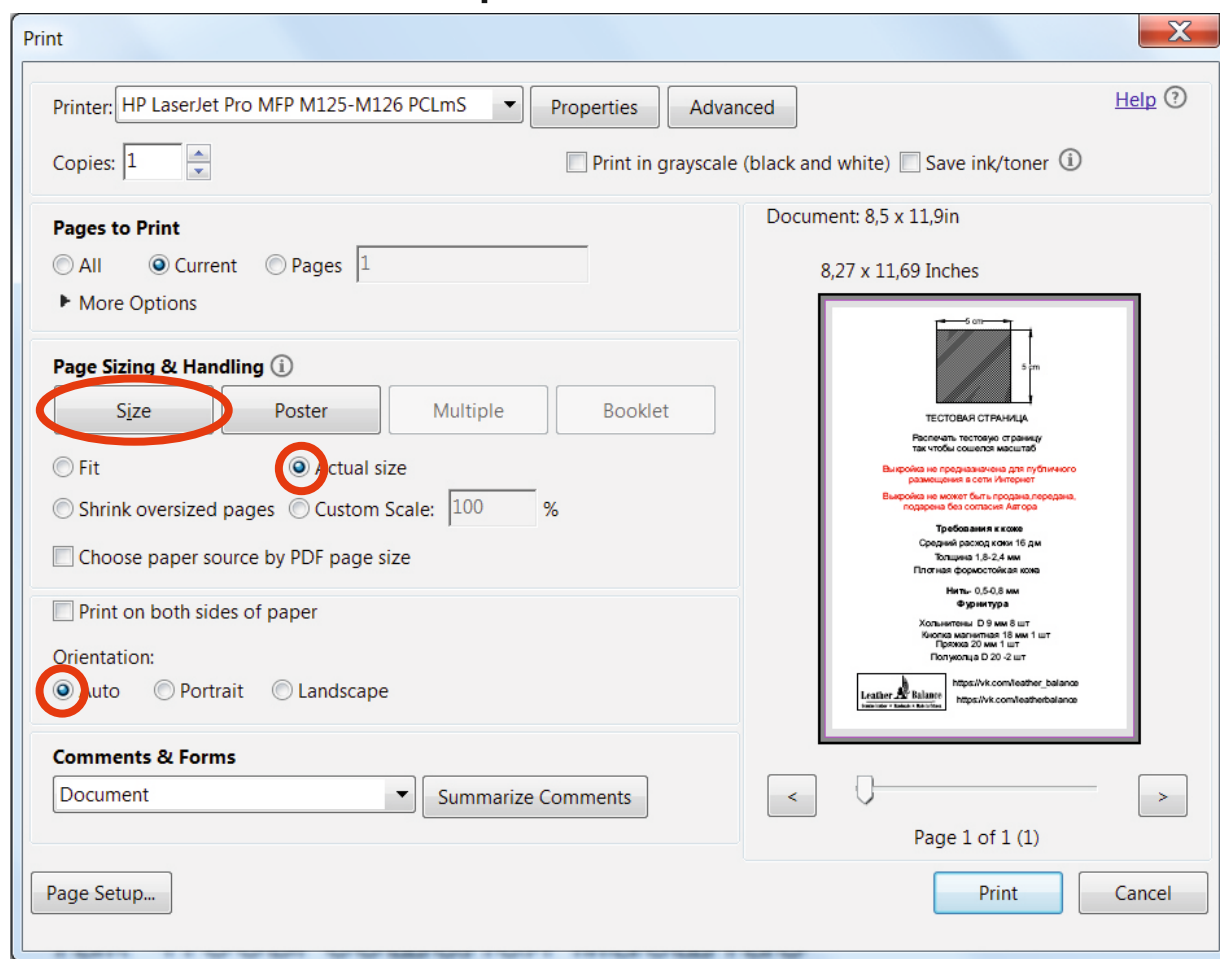 Print
Printer: HP LaserJet Pro MFP M125-M126 PCLmS Properties Advanced Help
Copies: 1 Print in grayscale (black and white) Save ink/toner
Pages to Print
All Current Pages 1
More Options
Page Sizing & Handling
Size Poster Multiple Booklet
Fit Actual size
Shrink oversized pages Custom Scale: 100 %
Choose paper source by PDF page size
Print on both sides of paper
Orientation:
Auto Portrait Landscape
Comments & Forms
Document Summarize Comments
Document: 8,5 x 11,9in
8,27 x 11,69 Inches
5 cm
5 cm
ТЕСТОВАЯ СТРАНИЦА
Распечать тестовую страницу
так чтобы сошелся масштаб
Выкройка не предназначена для публичного
размещения в сети Интернет
Выкройка не может быть продана,передана,
подарена без согласия Автора
Требования к коже
Средний расход кожи 16 дм
Толщина 1,8-2,4 мм
Плотная формостойкая кожа
Нить- 0,5-0,8 мм
Фурнитура
Хольнитены D 9 мм 8 шт
Кнопка магнитная 18 мм 1 шт
Пряжка 20 мм 1 шт
Полукольца D 20 -2 шт
Leather Balance
https://vk.com/leather_balance
https://vk.com/leatherbalance
< >
Page 1 of 1 (1)
Page Setup... Print Cancel